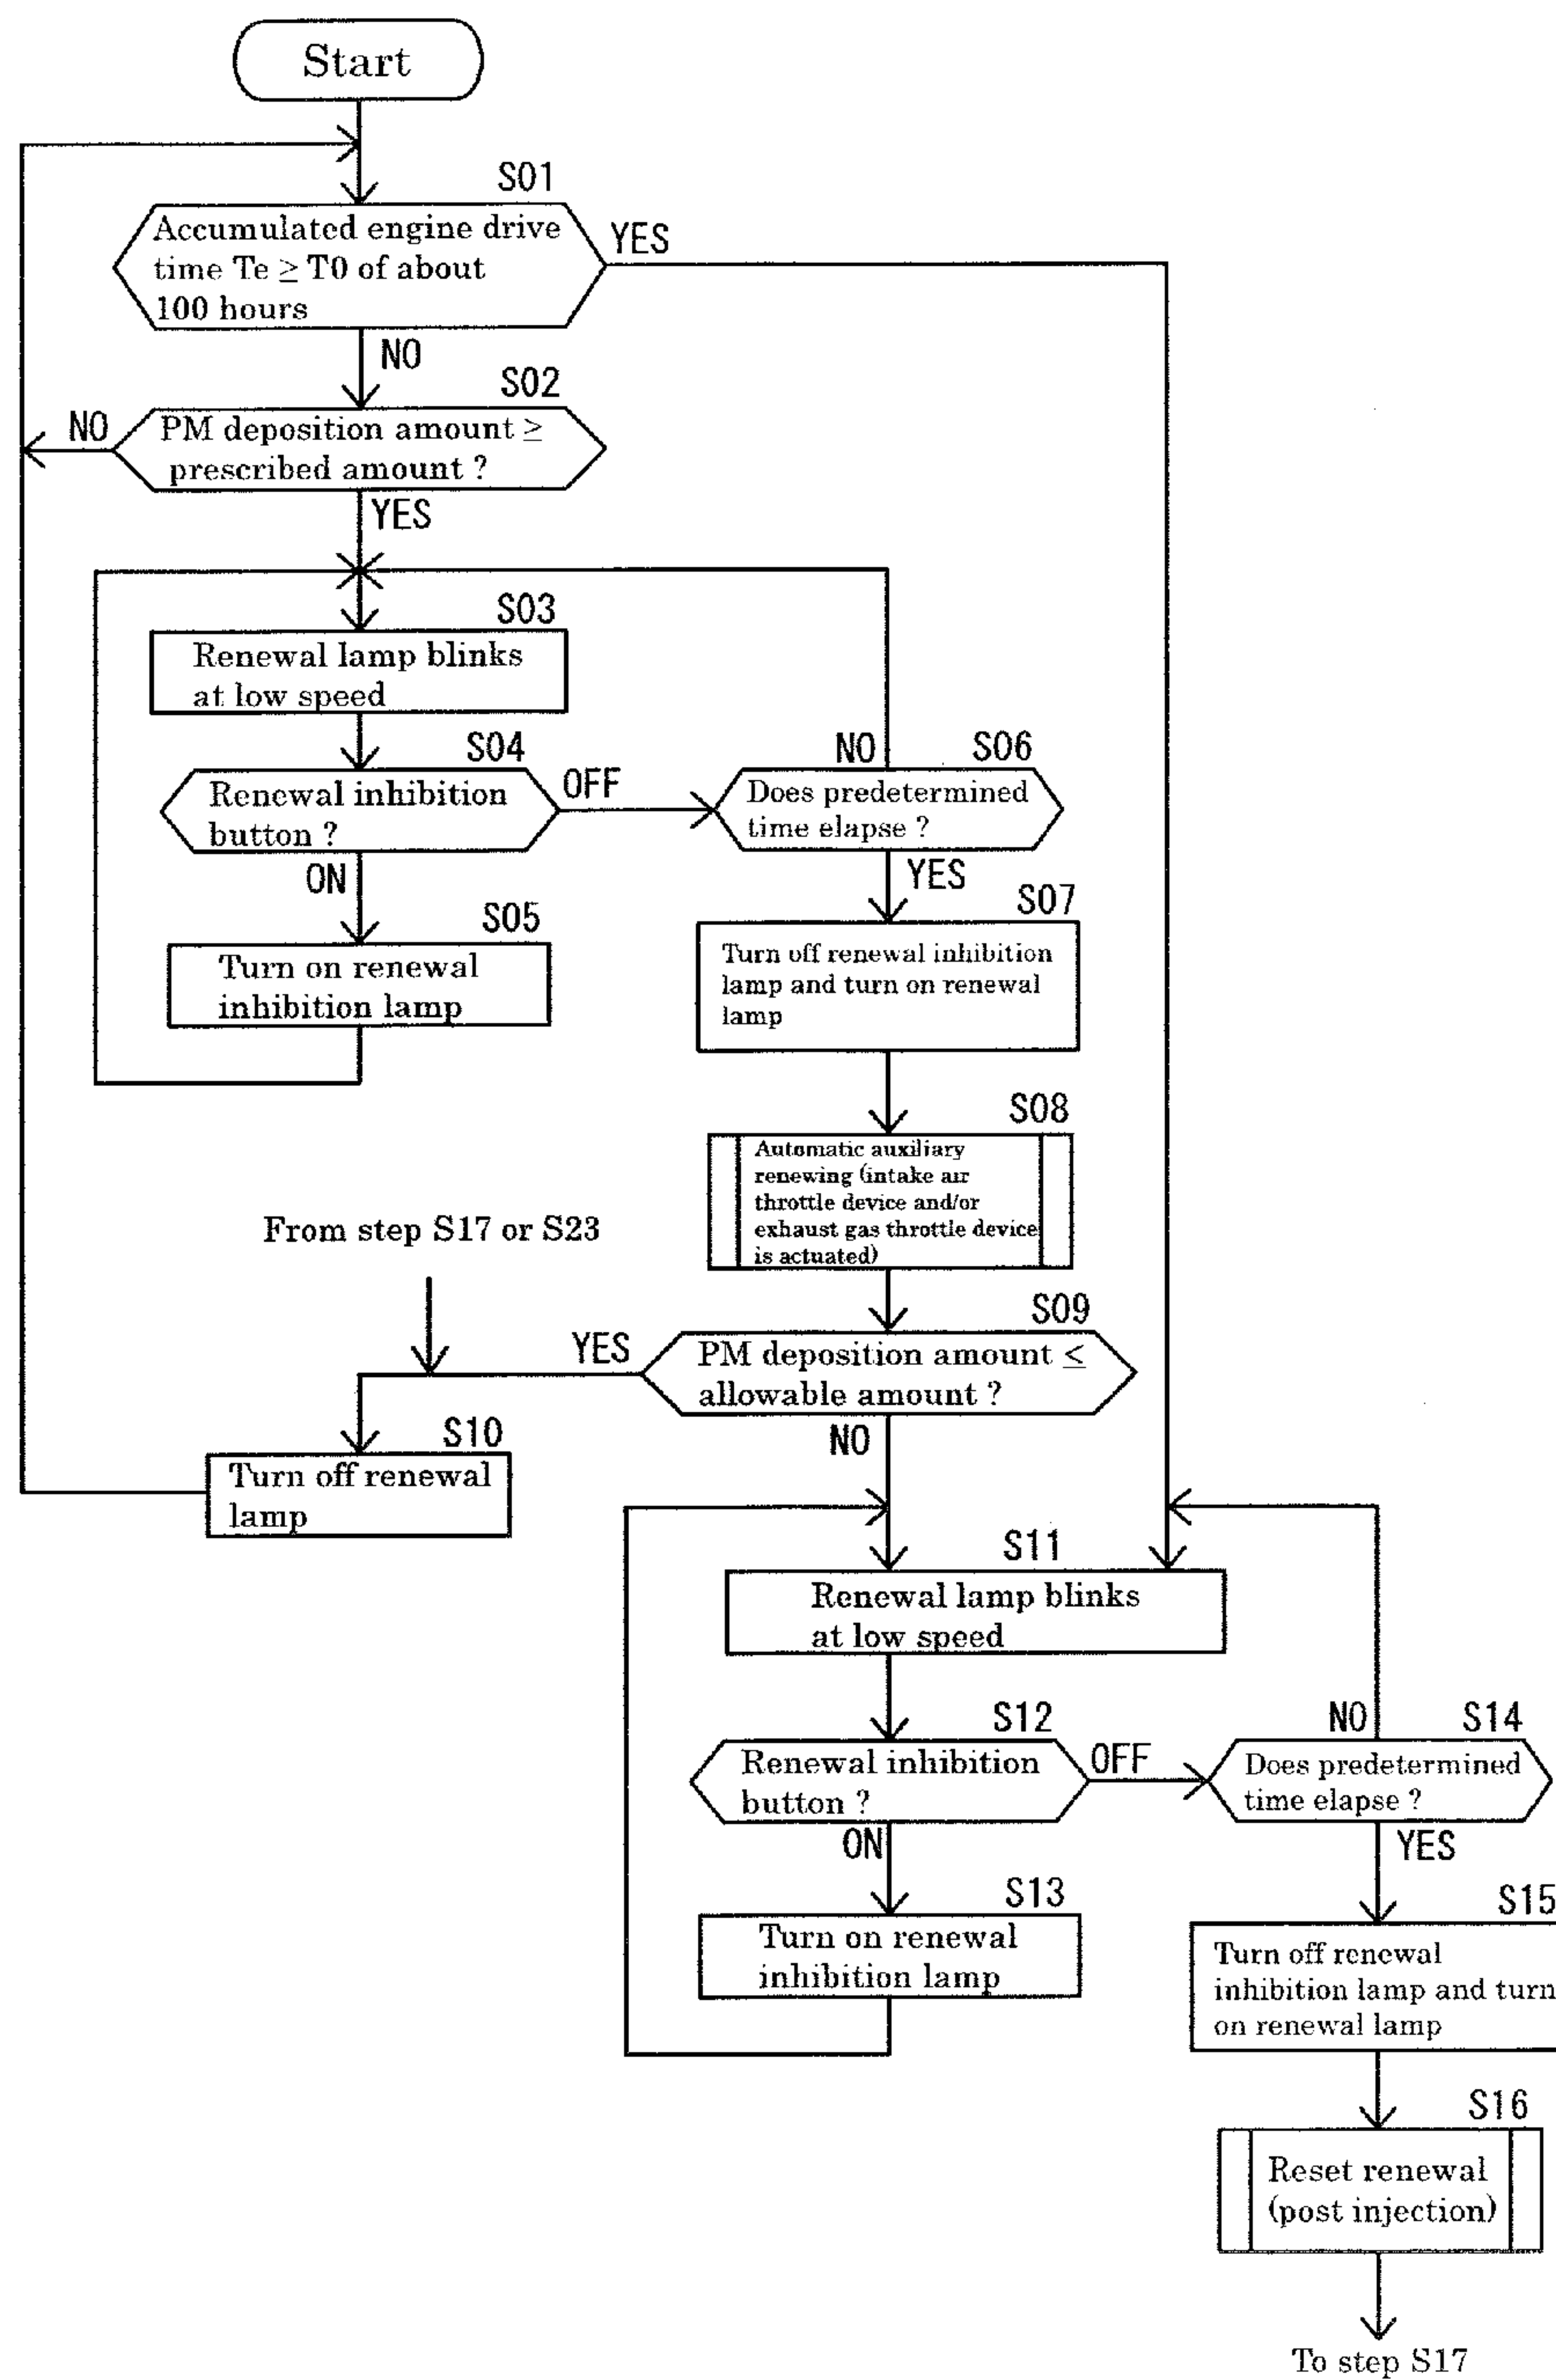 Start
S01
Accumulated engine drive
time Te ≥ T0 of about
100 hours
YES
NO
S02
PM deposition amount ≥
prescribed amount ?
NO
YES
S03
Renewal lamp blinks
at low speed
S04
Renewal inhibition
button ?
OFF
ON
NO
S06
Does predetermined
time elapse ?
YES
S05
Turn on renewal
inhibition lamp
S07
Turn off renewal inhibition
lamp and turn on renewal
lamp
S08
Automatic auxiliary
renewing (intake air
throttle device and/or
exhaust gas throttle device
is actuated)
From step S17 or S23
S09
PM deposition amount ≤
allowable amount ?
YES
NO
S10
Turn off renewal
lamp
S11
Renewal lamp blinks
at low speed
S12
Renewal inhibition
button ?
OFF
ON
NO
S14
Does predetermined
time elapse ?
YES
S13
Turn on renewal
inhibition lamp
S15
Turn off renewal
inhibition lamp and turn
on renewal lamp
S16
Reset renewal
(post injection)
To step S17